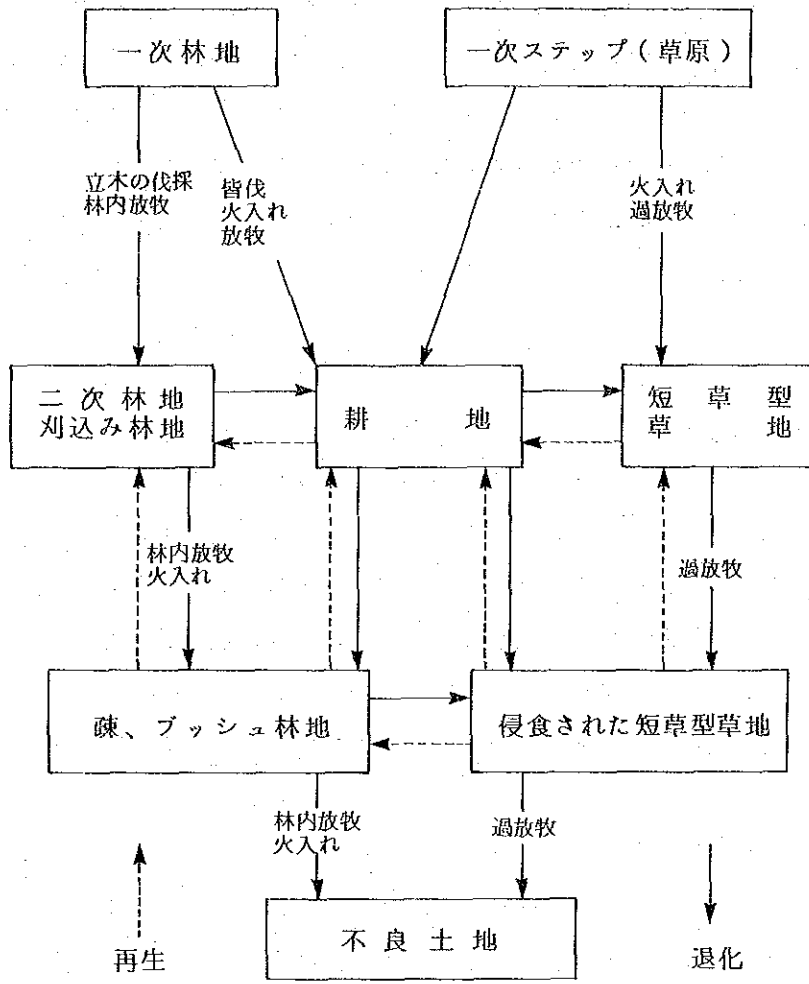 一次林地
一次ステップ(草原)
立木の伐採
林内放牧
皆伐
火入れ
放牧
火入れ
過放牧
二次林地
刈込み林地
耕地
短草型
草地
林内放牧
火入れ
過放牧
疎、ブッシュ林地
侵食された短草型草地
林内放牧
火入れ
過放牧
再生
不良土地
退化